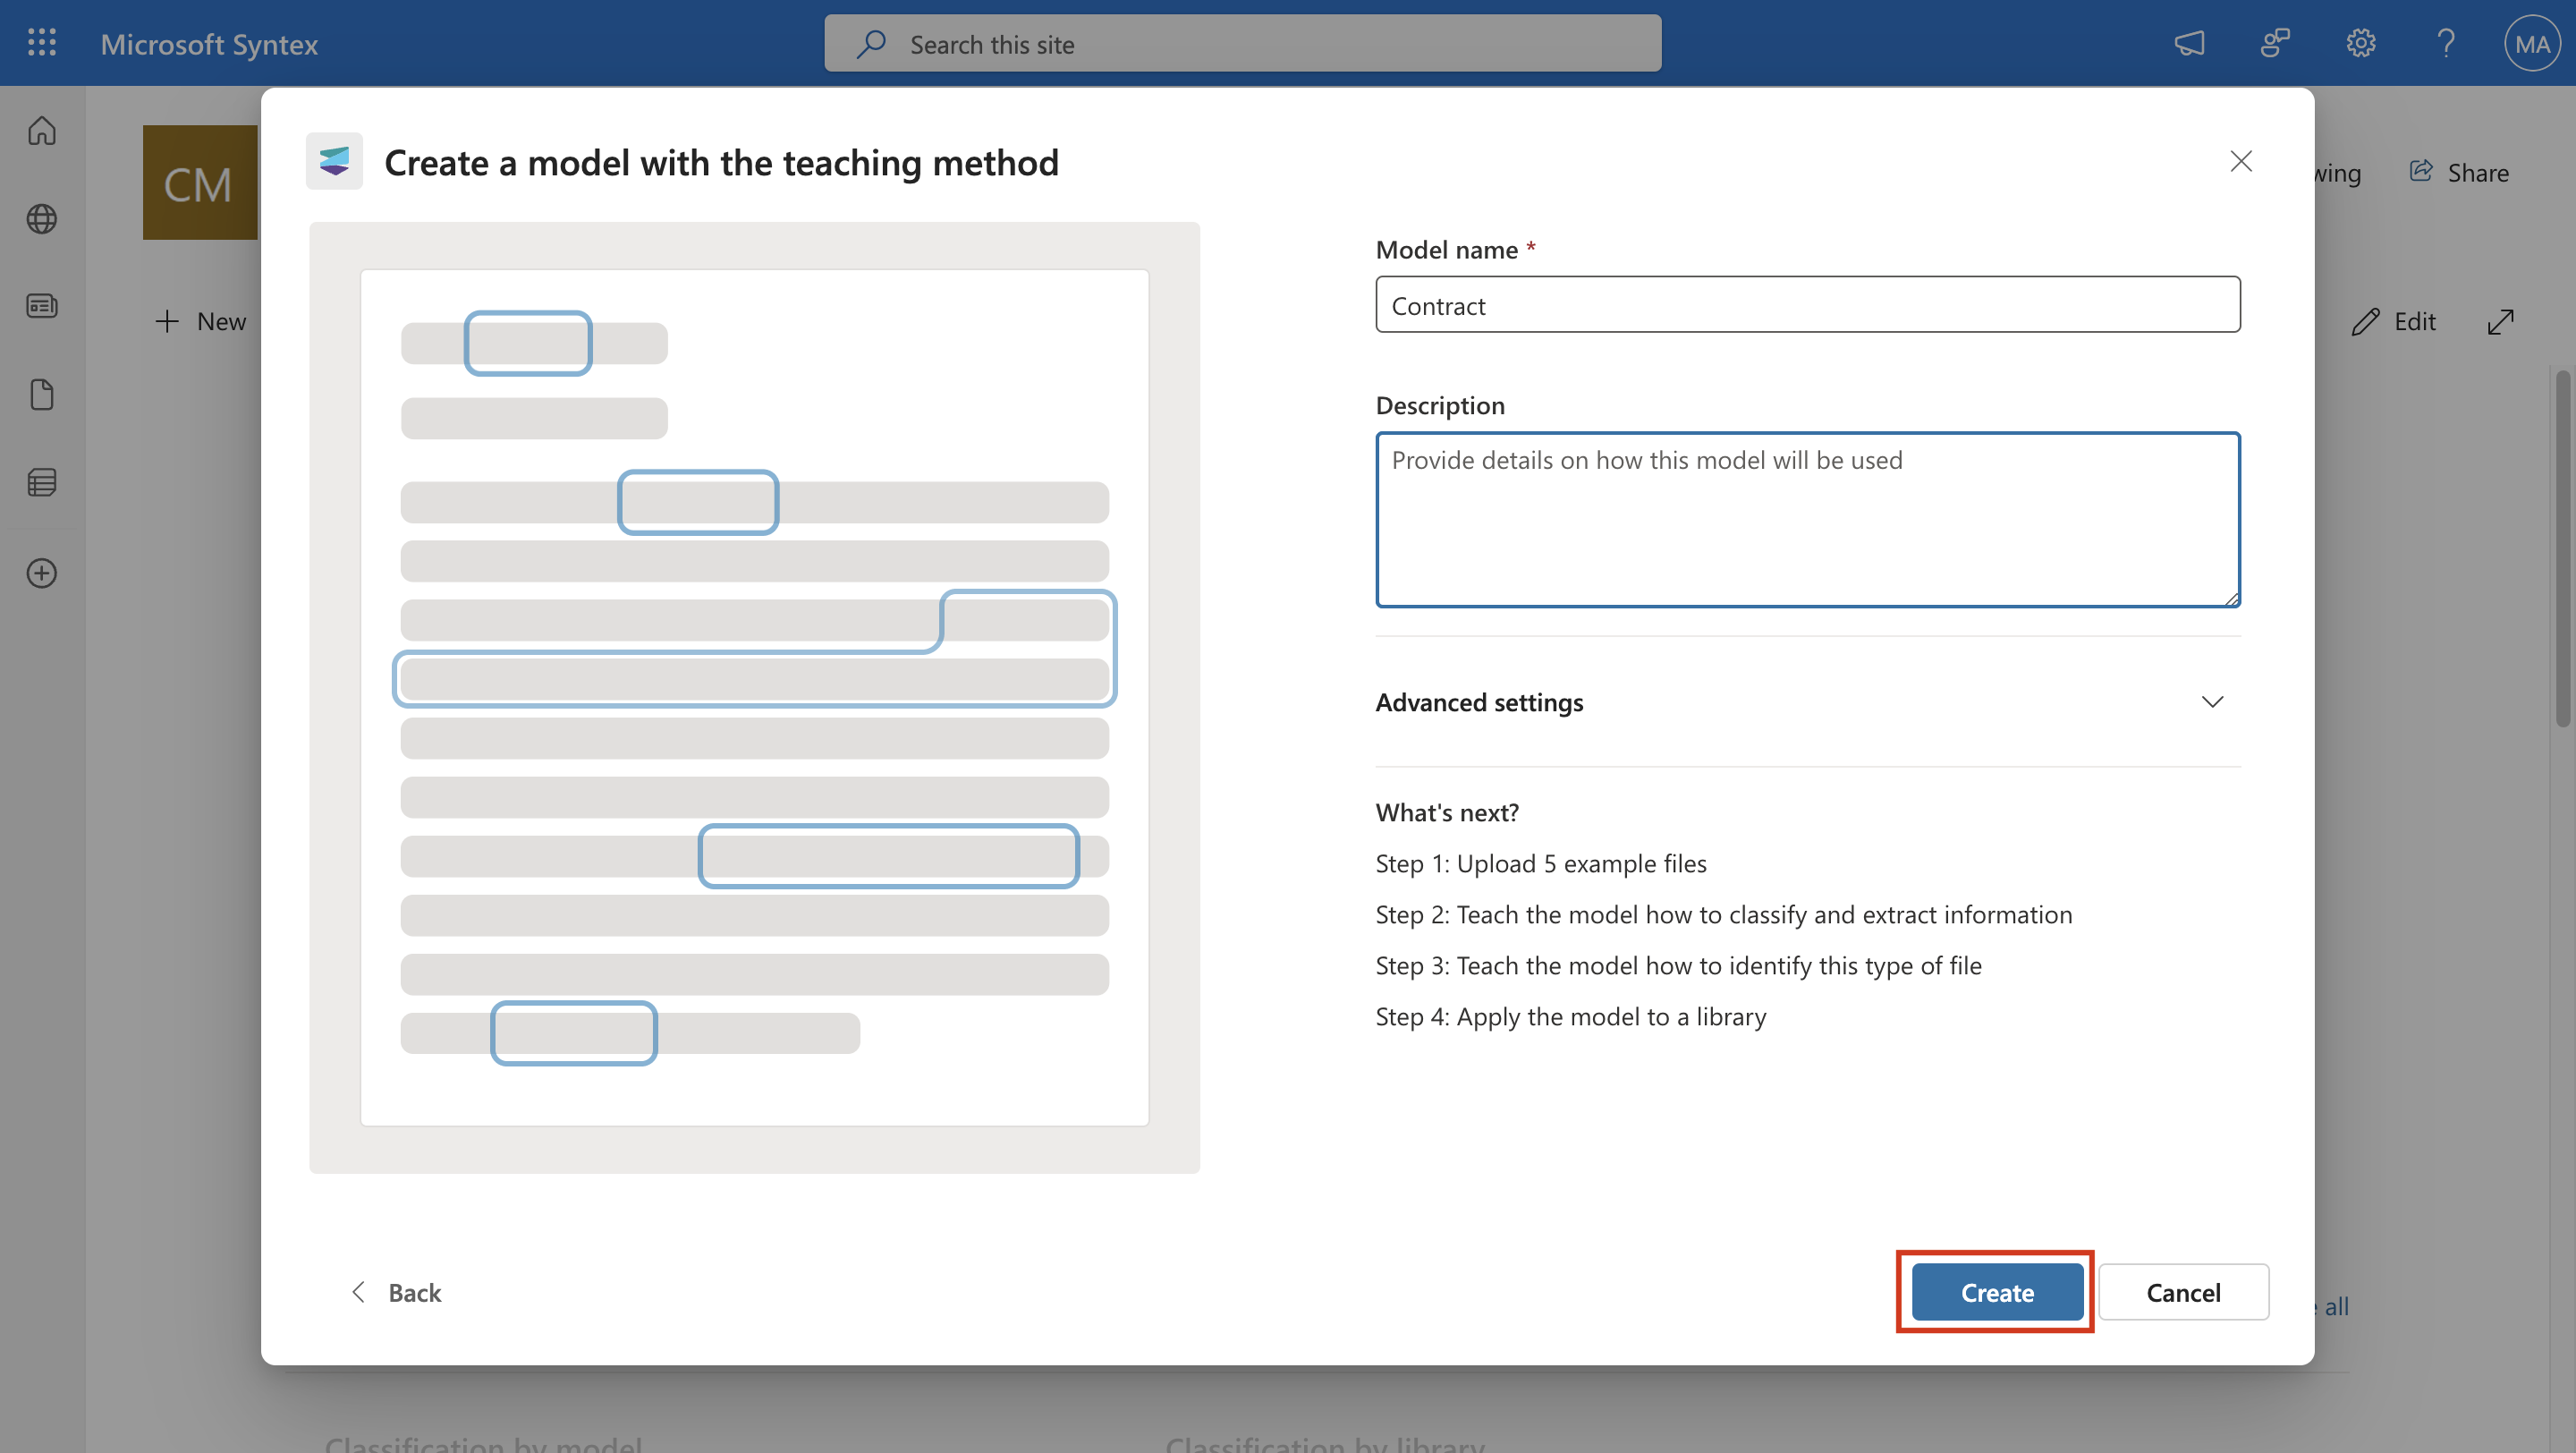 Microsoft Syntex
Search this site
MA
CM
Create a model with the teaching method
Share
Model name *
Contract
New
Edit
Description
Provide details on how this model will be used
Advanced settings
What's next?
Step 1: Upload 5 example files
Step 2: Teach the model how to classify and extract information
Step 3: Teach the model how to identify this type of file
Step 4: Apply the model to a library
Back
Create
Cancel
all
Classification by model
Classification by library